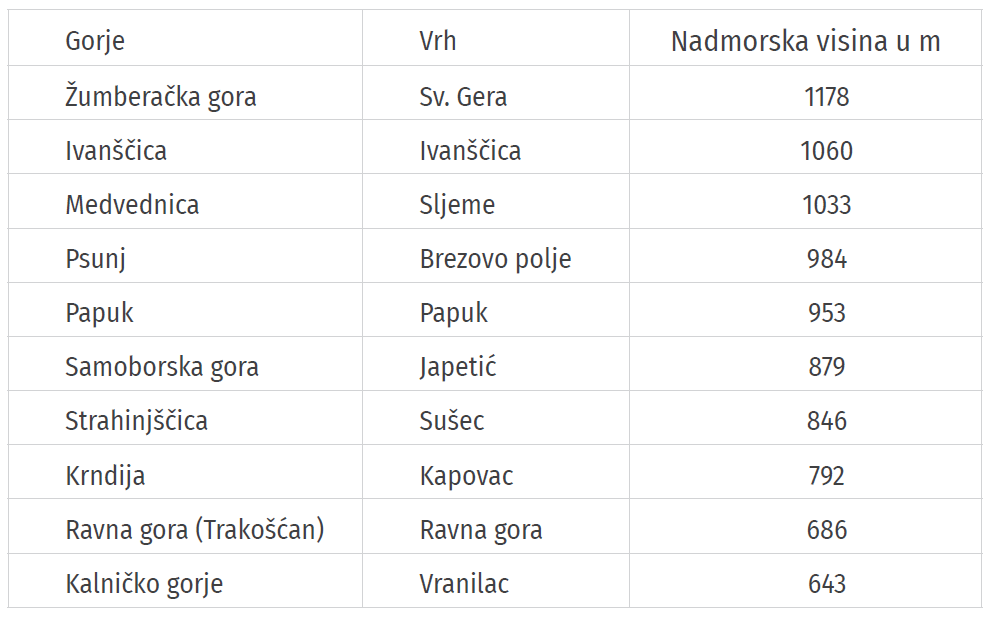 Gorje Vrh Nadmorska visina u m
Žumberačka gora Sv. Gera 1178
Ivanščica Ivanščica 1060
Medvednica Sljeme 1033
Psunj Brezovo polje 984
Papuk Papuk 953
Samoborska gora Japetić 879
Strahinjščica Sušec 846
Krndija Kapovac 792
Ravna gora (Trakošćan) Ravna gora 686
Kalničko gorje Vranilac 643